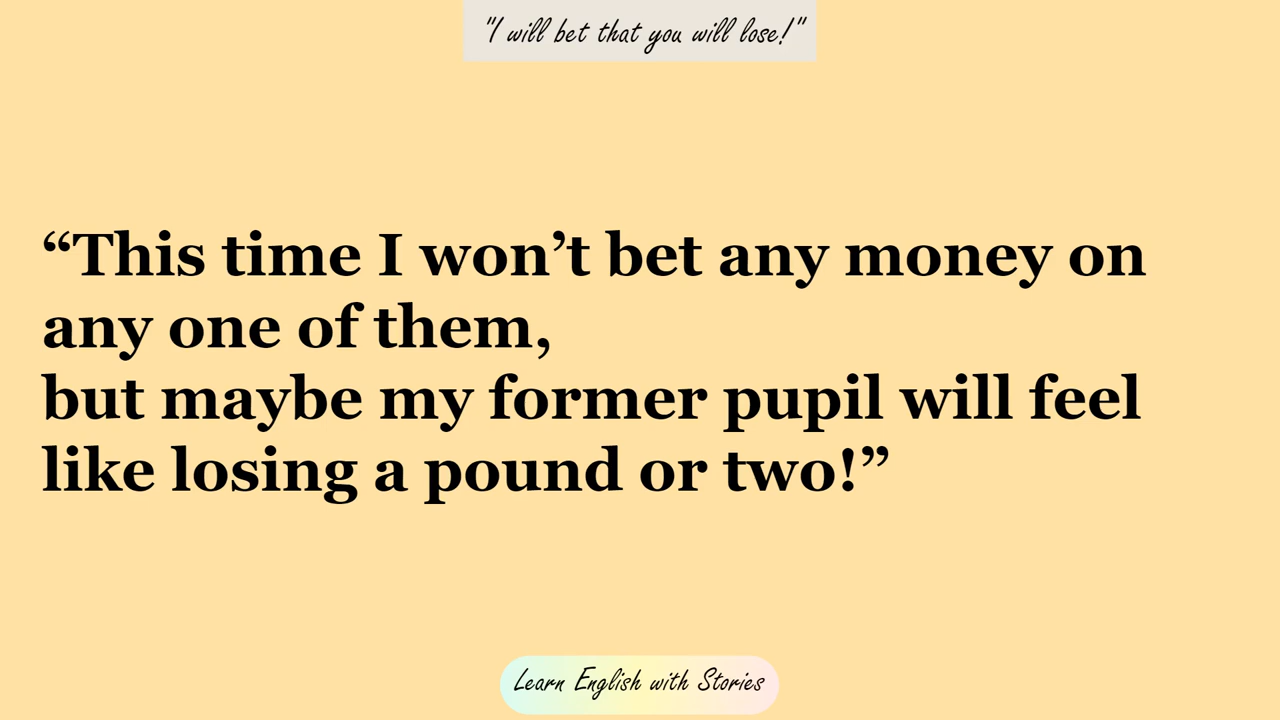 "I will bet that you will lose!"
“This time I won’t bet any money on
any one of them,
but maybe my former pupil will feel
like losing a pound or two!”
Learn English with Stories